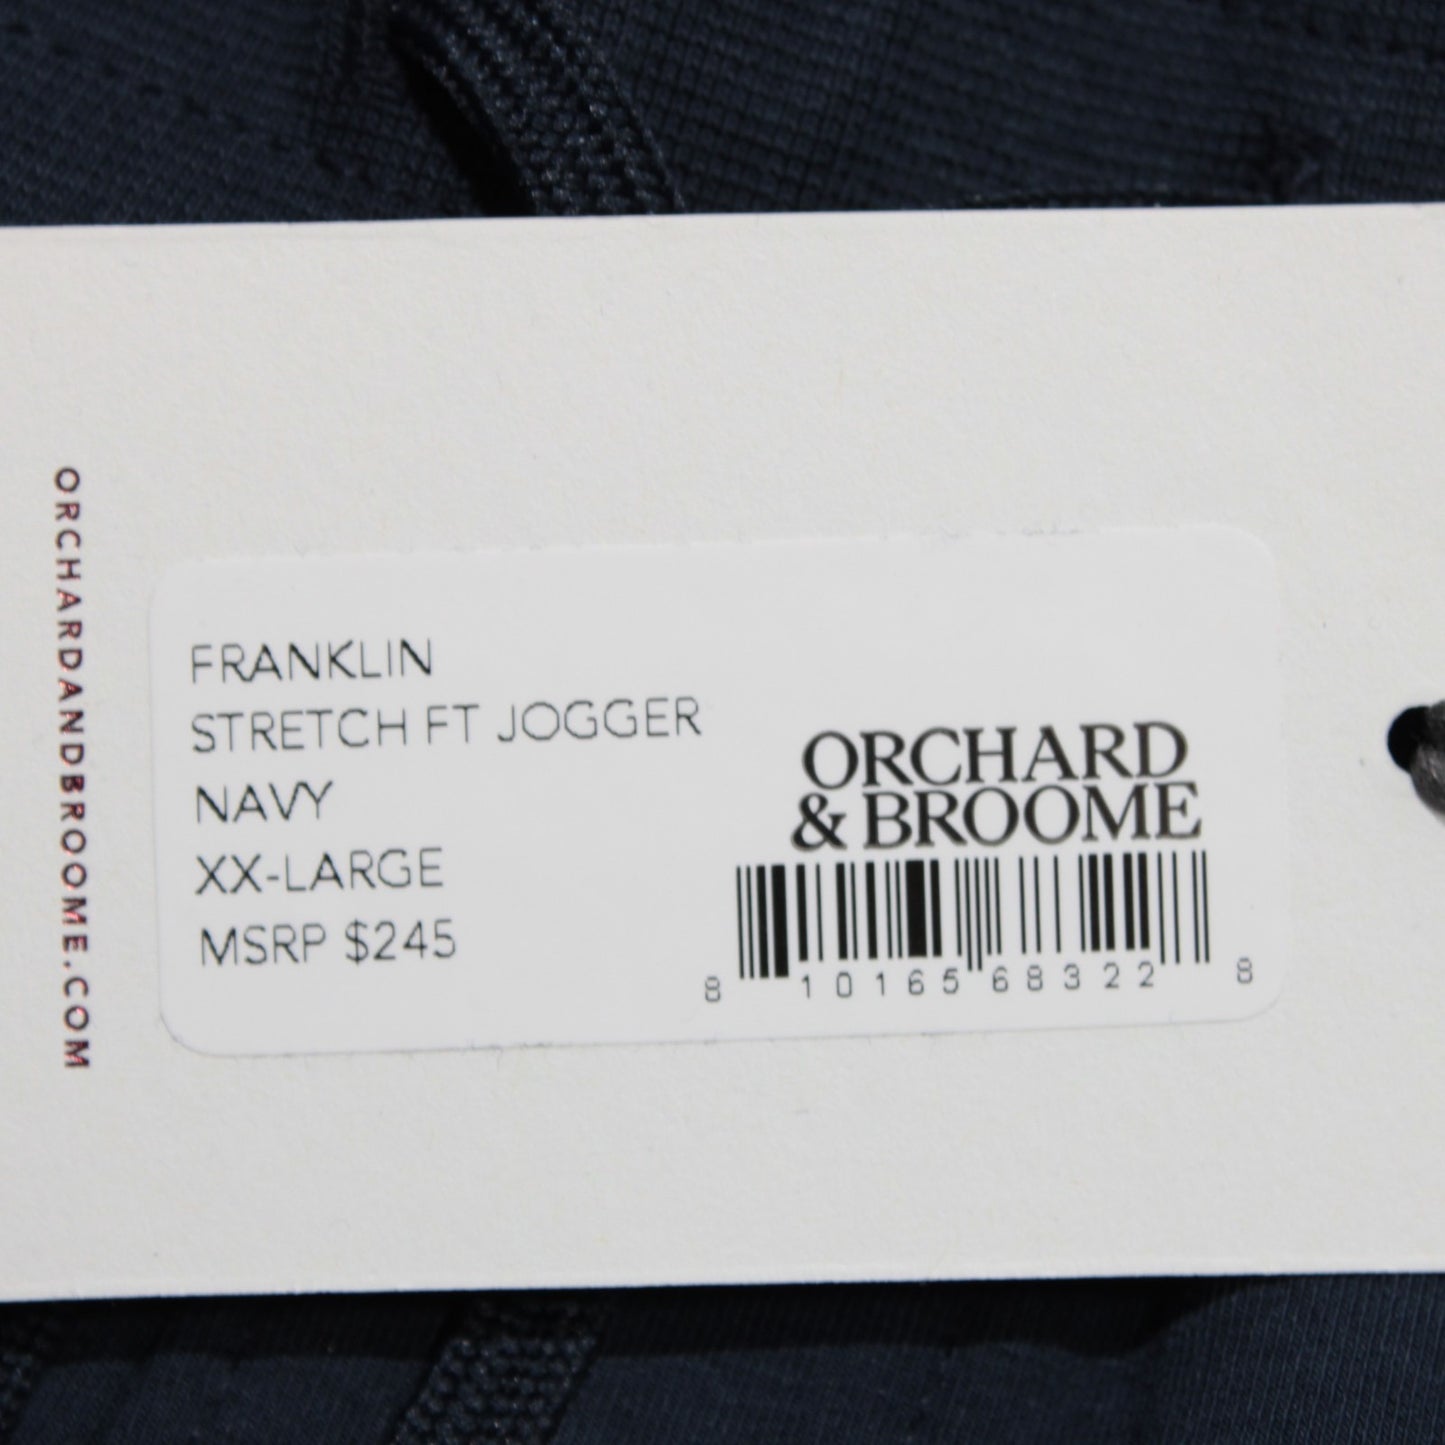 ORCHARDANDBROOME.COM
FRANKLIN
STRETCH FT JOGGER
NAVY
XX-LARGE
MSRP $245
ORCHARD
& BROOME
8 10165 68322 8